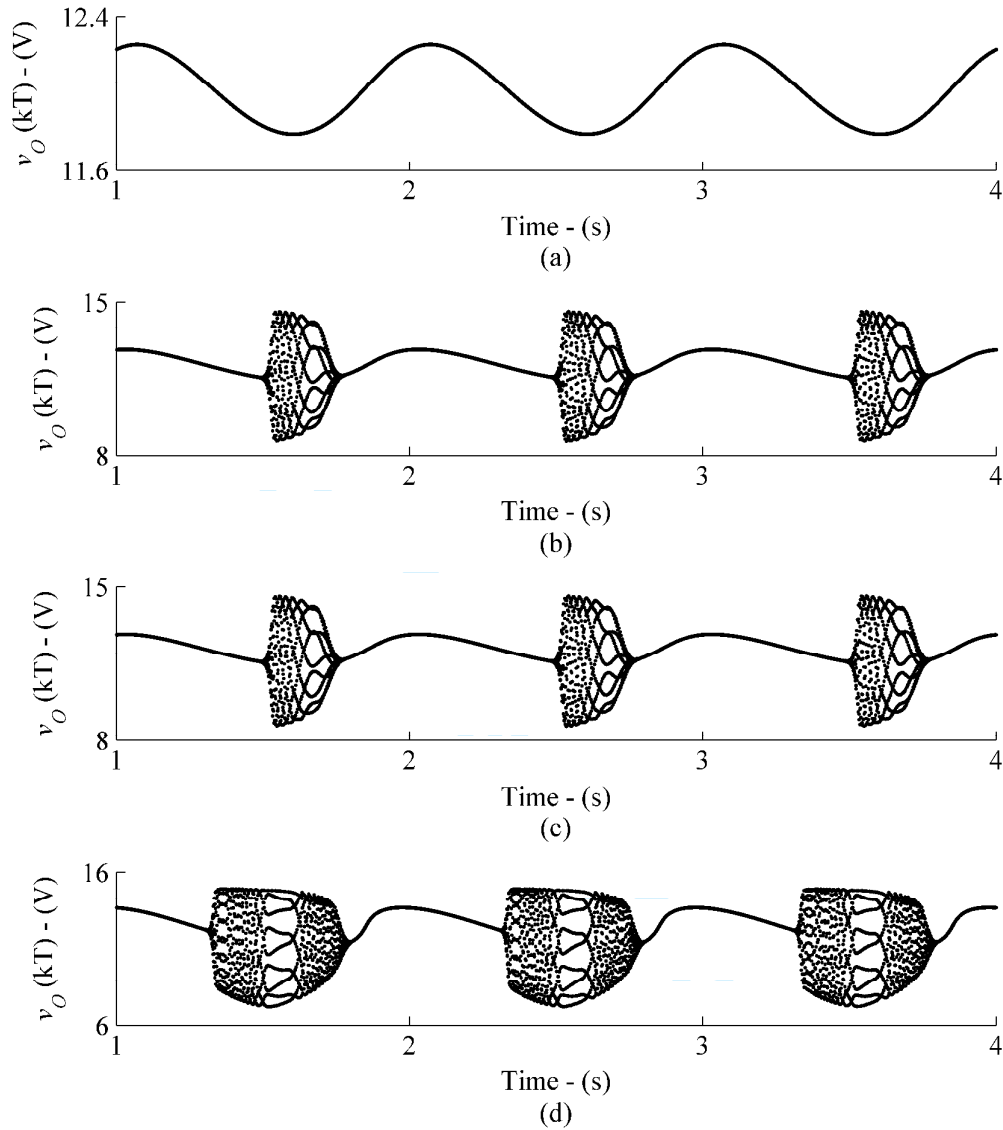 12.4
v_O (kT) - (V)
11.6
1 2 3 4
Time - (s)
(a)
15
v_O (kT) - (V)
8
1 2 3 4
Time - (s)
(b)
15
v_O (kT) - (V)
8
1 2 3 4
Time - (s)
(c)
16
v_O (kT) - (V)
6
1 2 3 4
Time - (s)
(d)